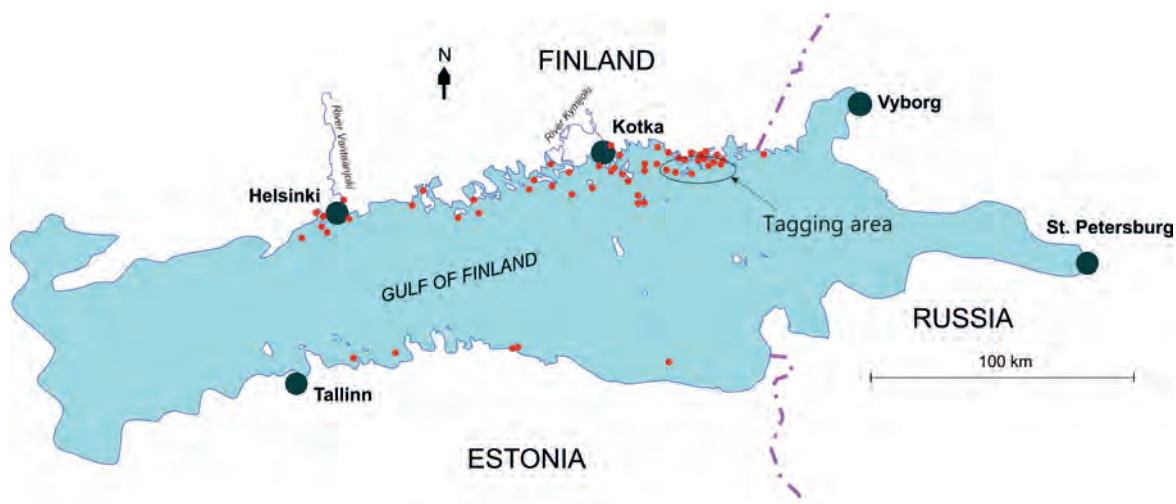 FINLAND
N
Vyborg
River Kymijoki
Kotka
River Vantaanjoki
Helsinki
Tagging area
St. Petersburg
GULF OF FINLAND
RUSSIA
100 km
Tallinn
ESTONIA